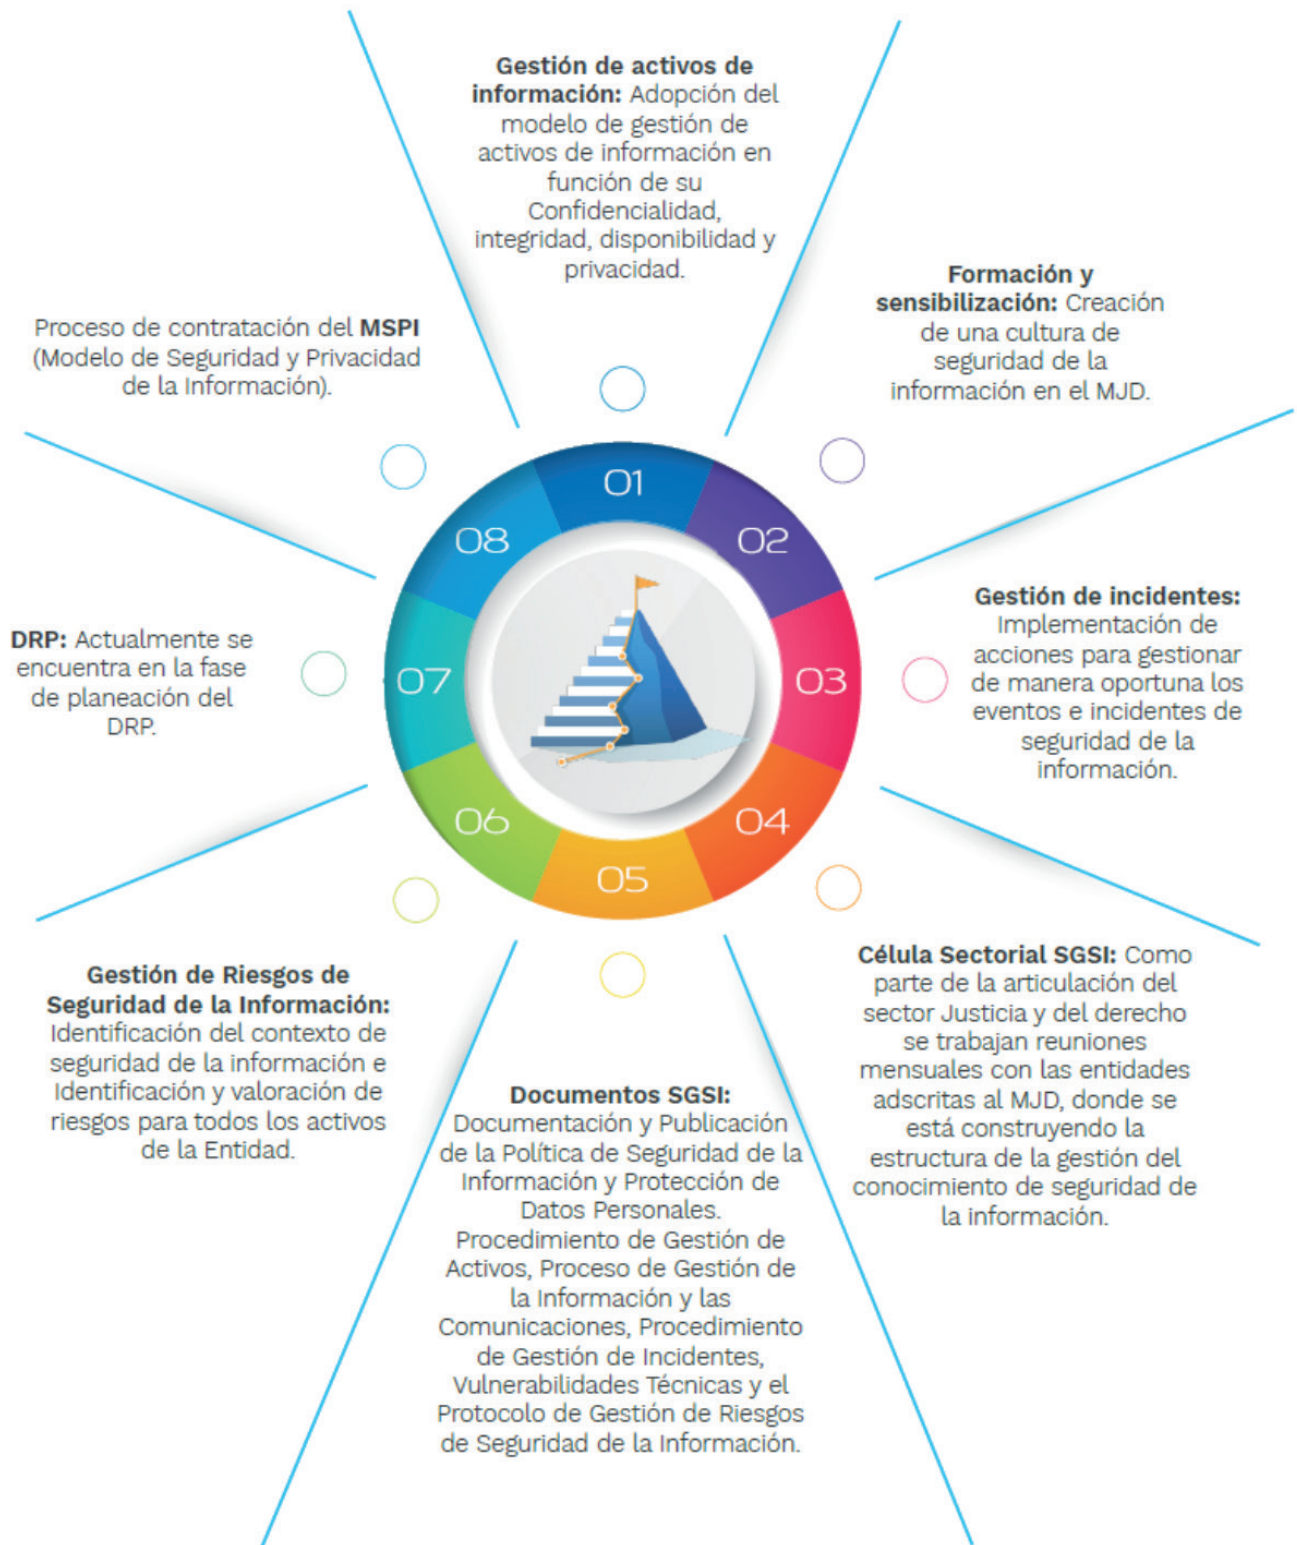 Gestión de activos de
información: Adopción del
modelo de gestión de
activos de información en
función de su
Confidencialidad,
integridad, disponibilidad y
privacidad.
Formación y
sensibilización: Creación
de una cultura de
seguridad de la
información en el MJD.
Gestión de incidentes:
Implementación de
acciones para gestionar
de manera oportuna los
eventos e incidentes de
seguridad de la
información.
Célula Sectorial SGSI: Como
parte de la articulación del
sector Justicia y del derecho
se trabajan reuniones
mensuales con las entidades
adscritas al MJD, donde se
está construyendo la
estructura de la gestión del
conocimiento de seguridad de
la información.
Documentos SGSI:
Documentación y Publicación
de la Política de Seguridad de la
Información y Protección de
Datos Personales.
Procedimiento de Gestión de
Activos, Proceso de Gestión de
la Información y las
Comunicaciones, Procedimiento
de Gestión de Incidentes,
Vulnerabilidades Técnicas y el
Protocolo de Gestión de Riesgos
de Seguridad de la Información.
Gestión de Riesgos de
Seguridad de la Información:
Identificación del contexto de
seguridad de la información e
Identificación y valoración de
riesgos para todos los activos
de la Entidad.
DRP: Actualmente se
encuentra en la fase
de planeación del
DRP.
Proceso de contratación del MSPI
(Modelo de Seguridad y Privacidad
de la Información).
01
02
03
04
05
06
07
08